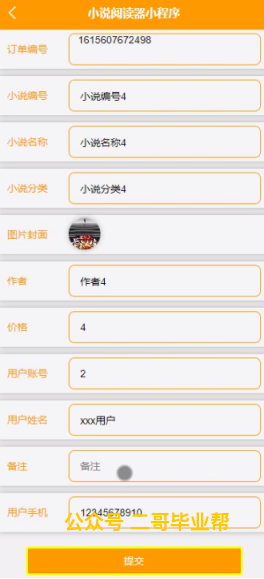 小说阅读器小程序
订单编号 1615607672498
小说编号 小说编号4
小说名称 小说名称4
小说分类 小说分类4
图片封面
作者 作者4
价格 4
用户账号 2
用户姓名 xxx用户
备注 备注
用户手机 12345678910
公众号 二哥毕业帮
提交